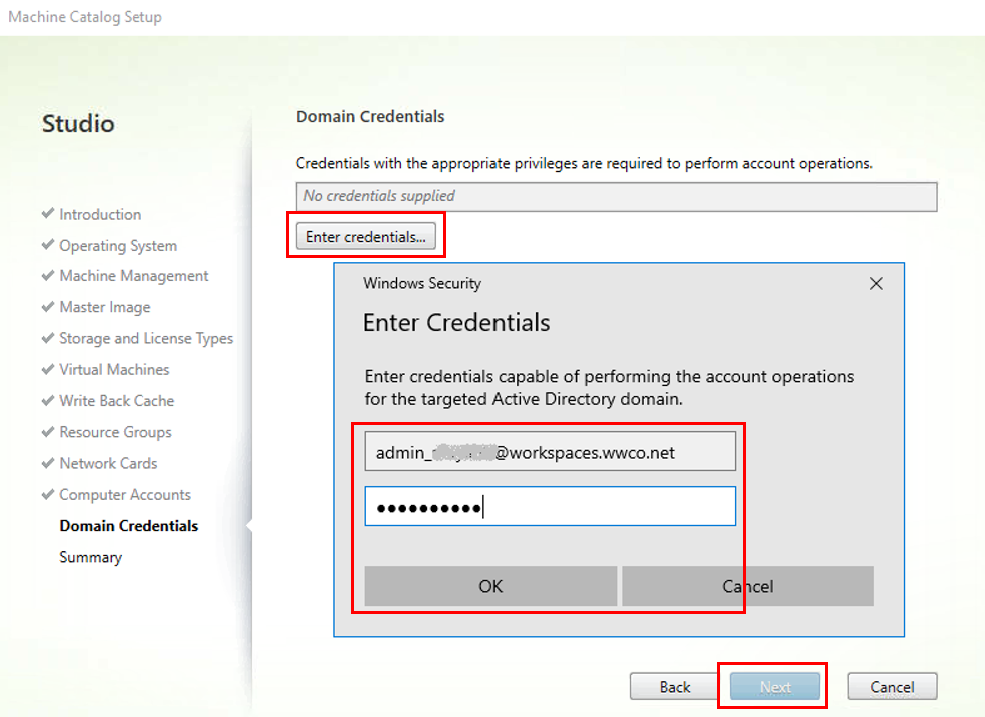 Machine Catalog Setup
Studio
Introduction
Operating System
Machine Management
Master Image
Storage and License Types
Virtual Machines
Write Back Cache
Resource Groups
Network Cards
Computer Accounts
Domain Credentials
Summary
Domain Credentials
Credentials with the appropriate privileges are required to perform account operations.
No credentials supplied
Enter credentials...
Windows Security
Enter Credentials
Enter credentials capable of performing the account operations
for the targeted Active Directory domain.
admin_ @workspaces.wwco.net
●●●●●●●●●●
OK Cancel
Back Next Cancel